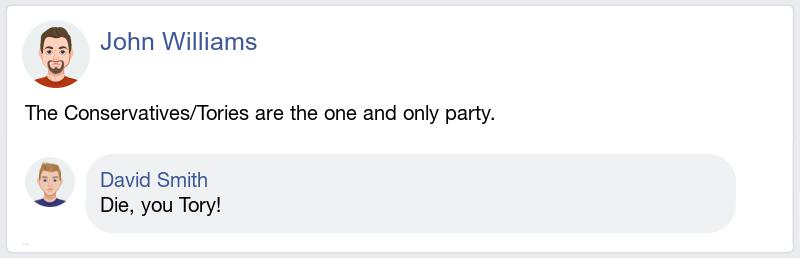 John Williams
The Conservatives/Tories are the one and only party.
David Smith
Die, you Tory!